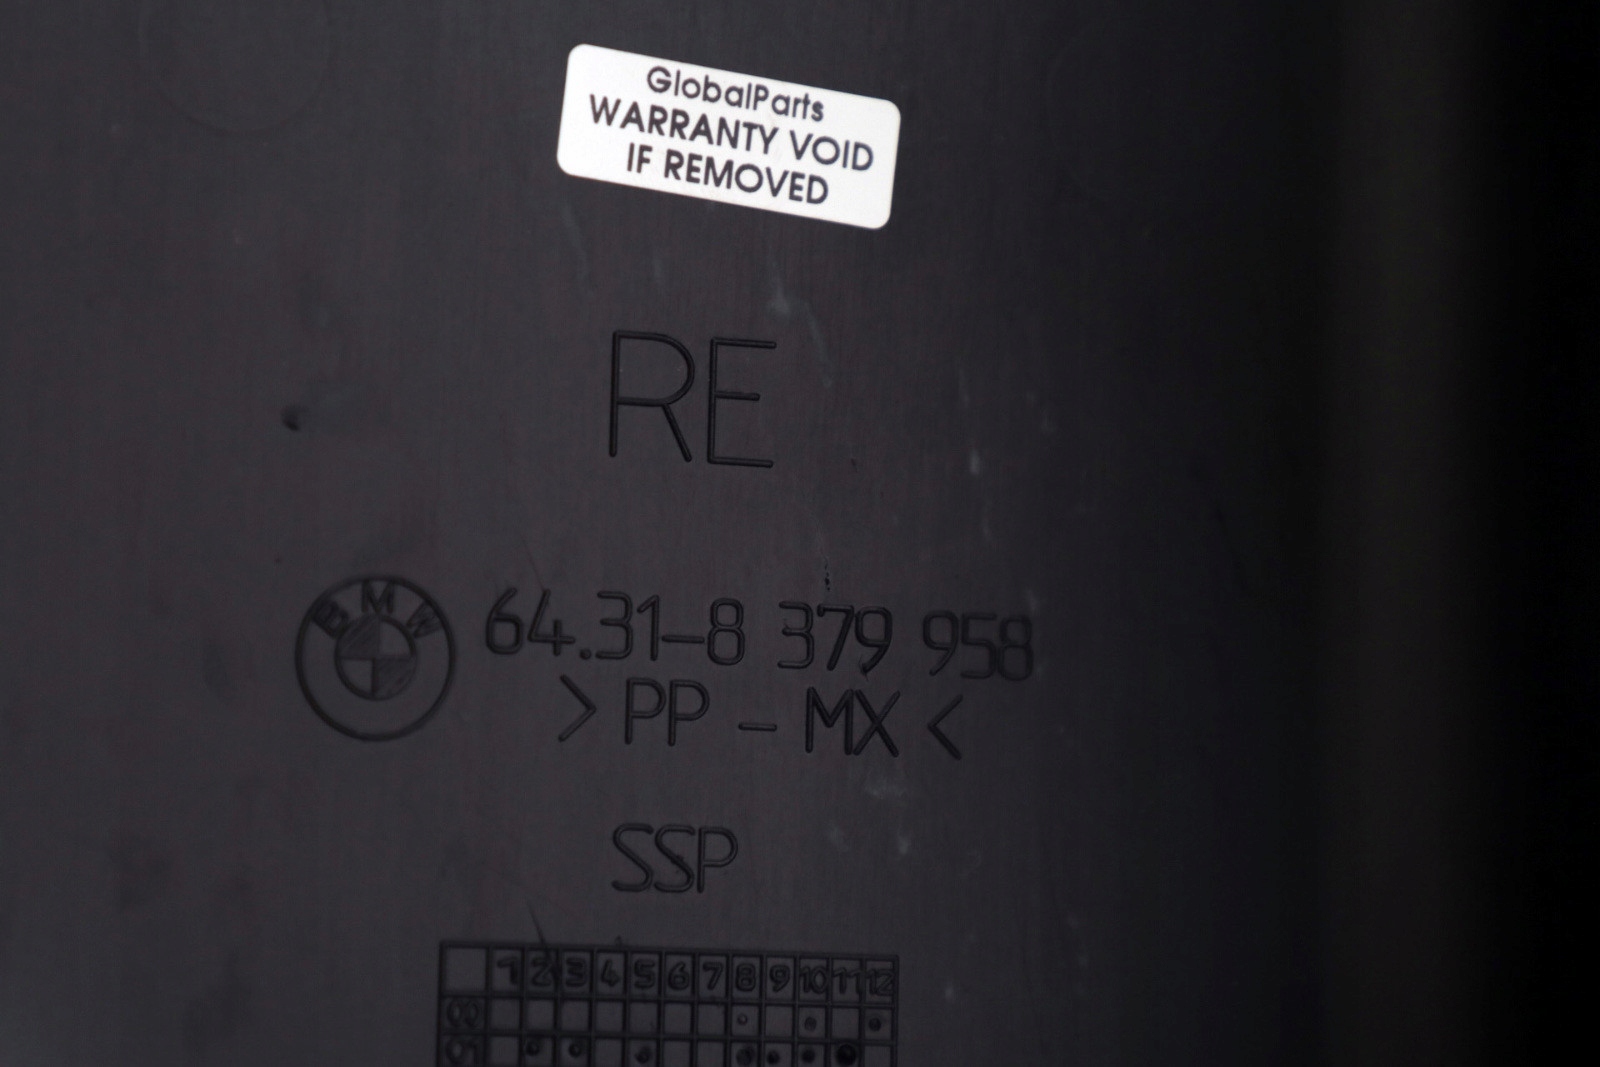 GlobalParts
WARRANTY VOID
IF REMOVED
RE
BMW
64.31-8 379 958
>PP-MX<
SSP
1 2 3 4 5 6 7 8 9 10 11 12